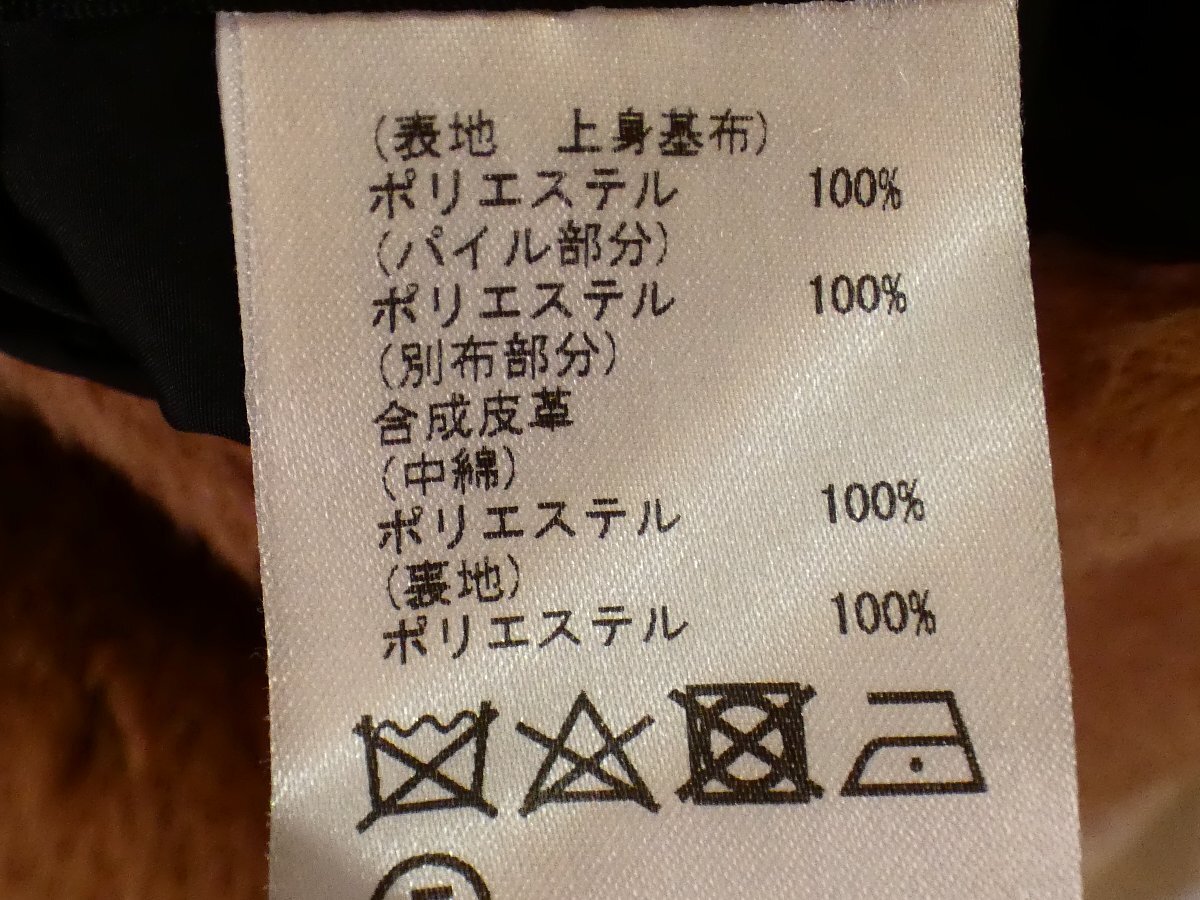 (表地　上身基布)
ポリエステル 100%
(パイル部分)
ポリエステル 100%
(別布部分)
合成皮革
(中綿)
ポリエステル 100%
(裏地)
ポリエステル 100%